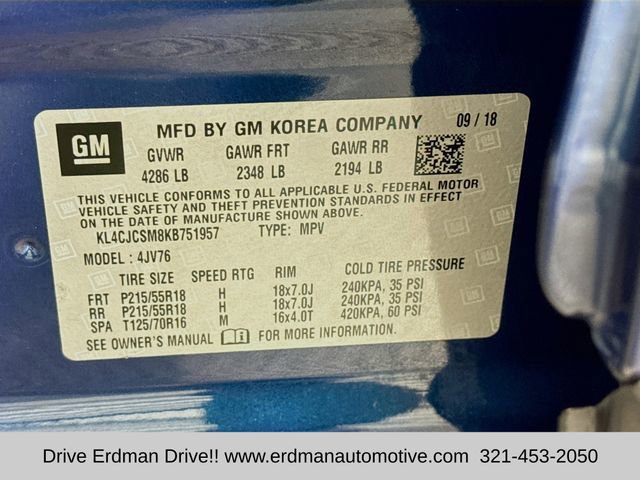 GM
MFD BY GM KOREA COMPANY 09 / 18
GVWR GAWR FRT GAWR RR
4286 LB 2348 LB 2194 LB
THIS VEHICLE CONFORMS TO ALL APPLICABLE U.S. FEDERAL MOTOR
VEHICLE SAFETY AND THEFT PREVENTION STANDARDS IN EFFECT
ON THE DATE OF MANUFACTURE SHOWN ABOVE.
KL4CJCSM8KB751957 TYPE: MPV
MODEL : 4JV76
TIRE SIZE SPEED RTG RIM COLD TIRE PRESSURE
FRT P215/55R18 H 18x7.0J 240KPA, 35 PSI
RR P215/55R18 H 18x7.0J 240KPA, 35 PSI
SPA T125/70R16 M 16x4.0T 420KPA, 60 PSI
SEE OWNER'S MANUAL FOR MORE INFORMATION.
Drive Erdman Drive!! www.erdmanautomotive.com 321-453-2050